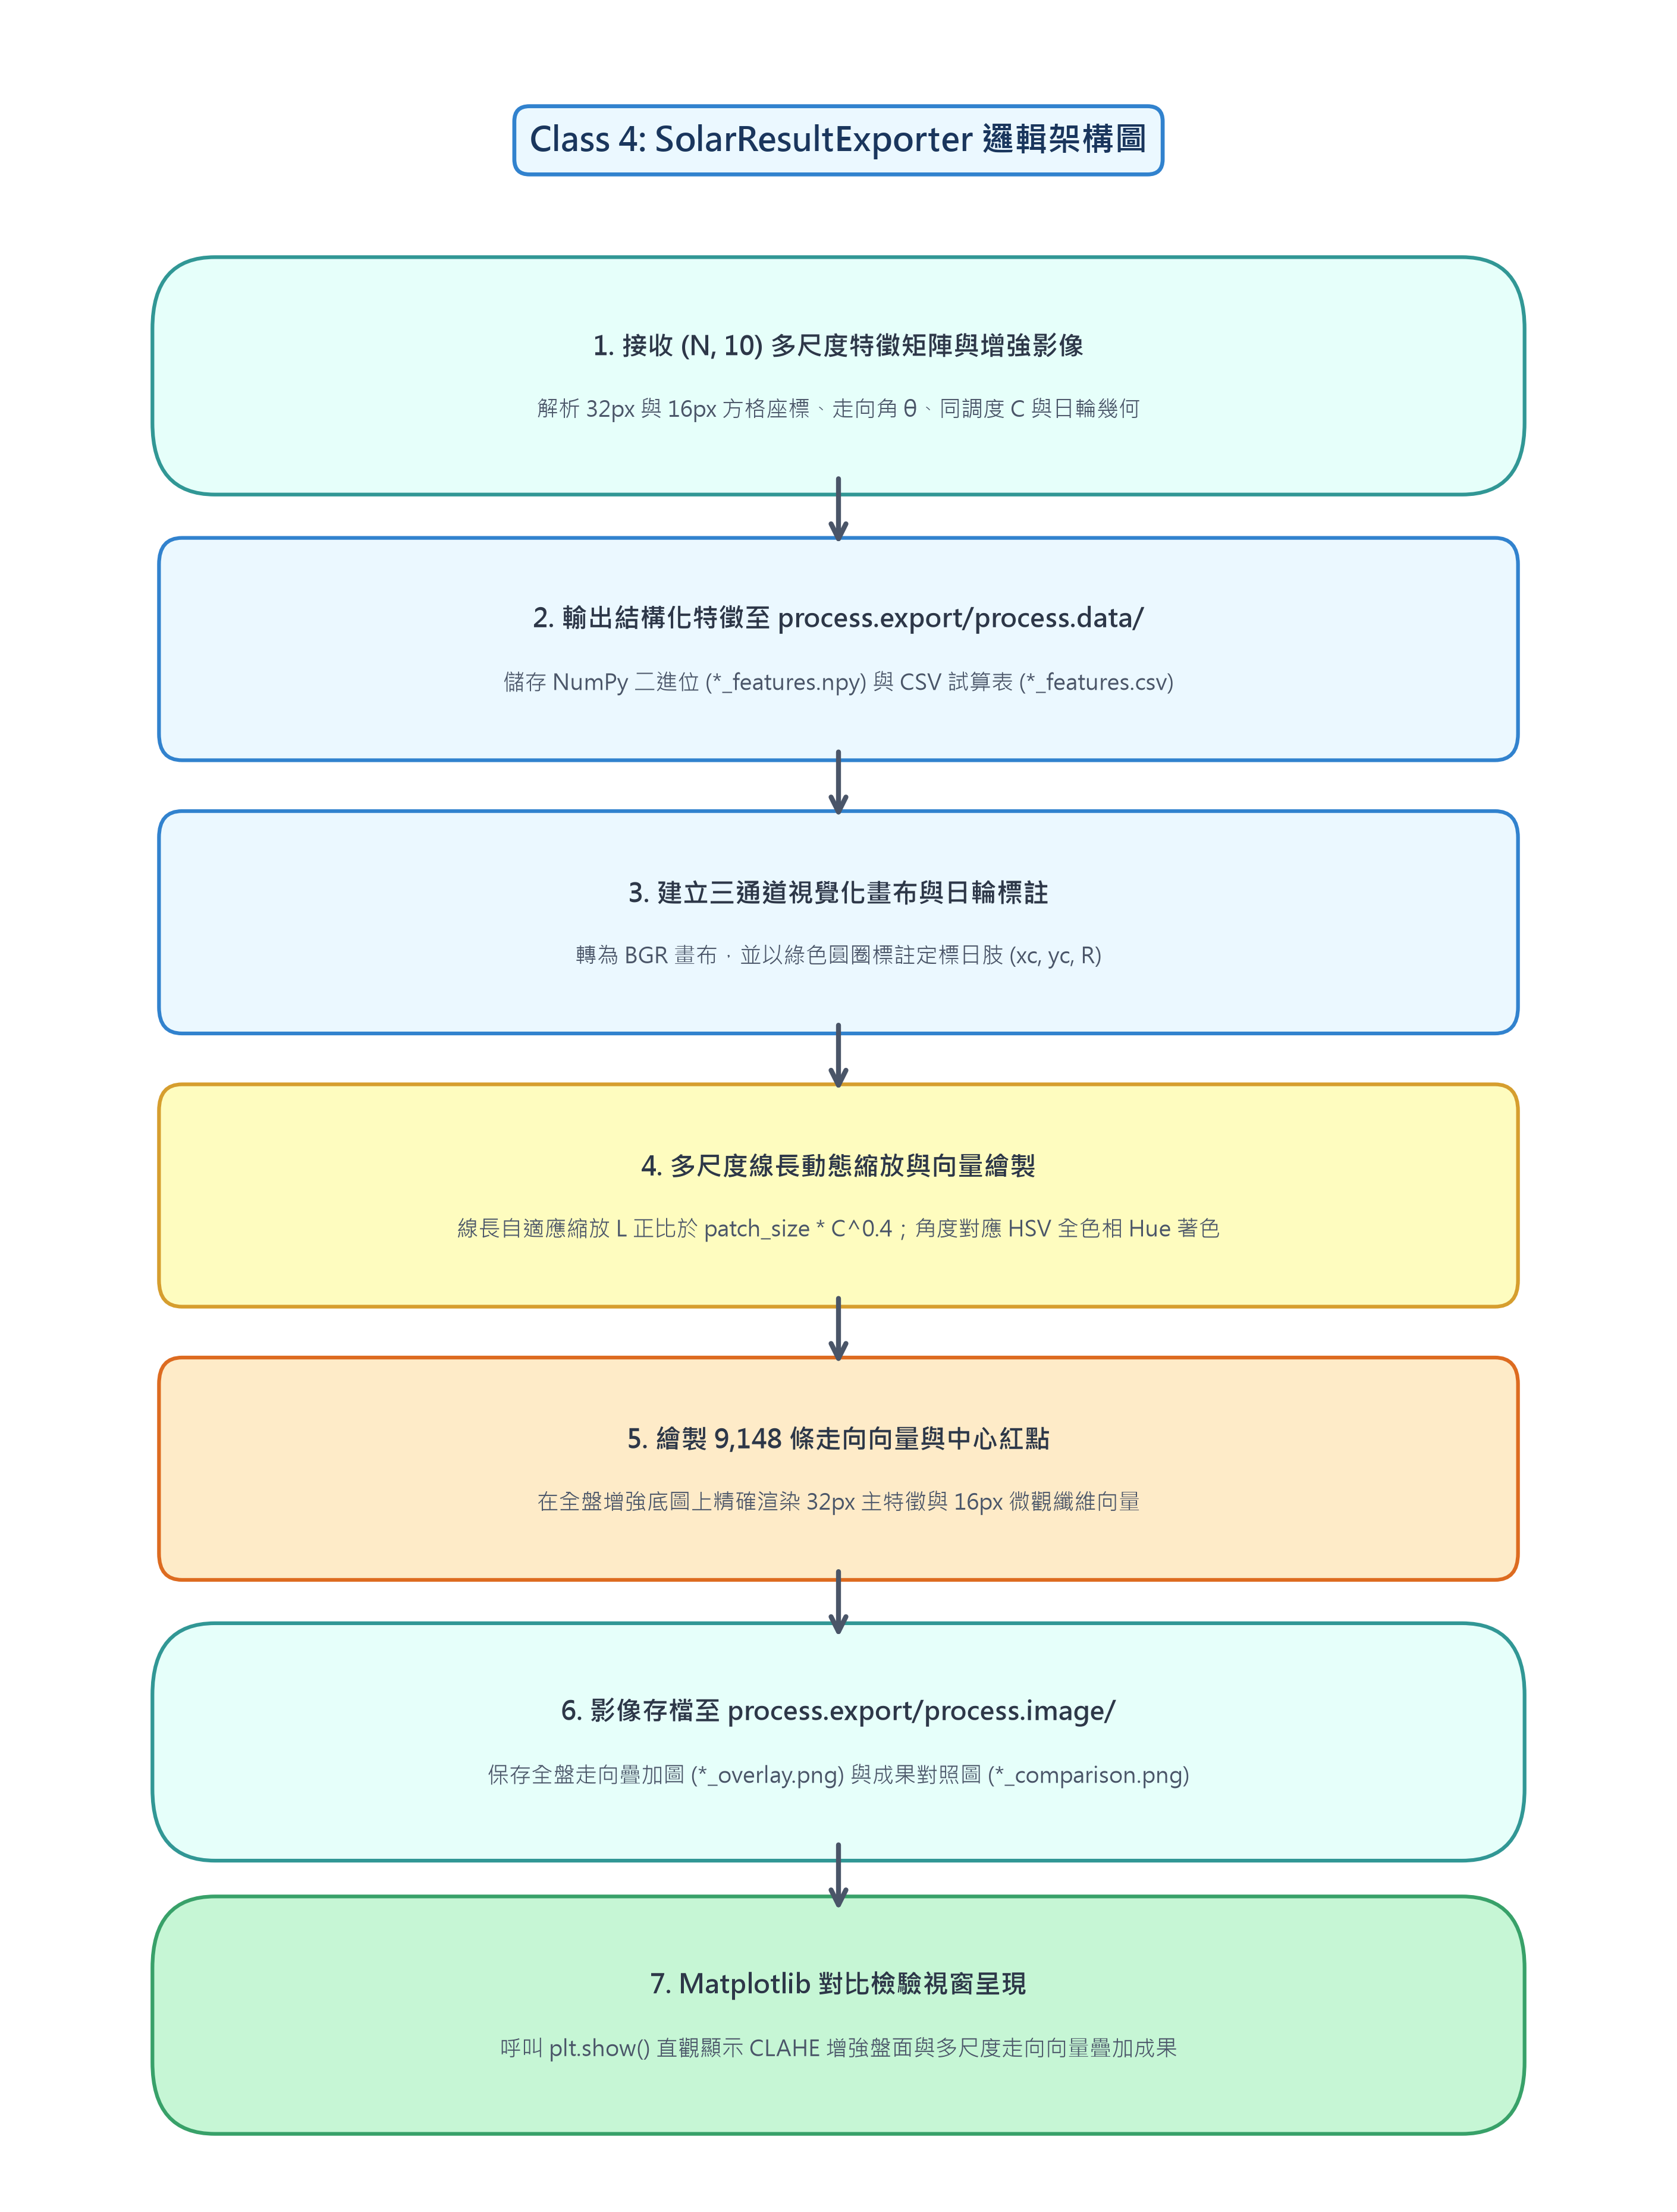 Class 4: SolarResultExporter 邏輯架構圖
1. 接收 (N, 10) 多尺度特徵矩陣與增強影像
解析 32px 與 16px 方格座標、走向角 θ、同調度 C 與日輪幾何
2. 輸出結構化特徵至 process.export/process.data/
儲存 NumPy 二進位 (*_features.npy) 與 CSV 試算表 (*_features.csv)
3. 建立三通道視覺化畫布與日輪標註
轉為 BGR 畫布，並以綠色圓圈標註定標日肢 (xc, yc, R)
4. 多尺度線長動態縮放與向量繪製
線長自適應縮放 L 正比於 patch_size * C^0.4；角度對應 HSV 全色相 Hue 著色
5. 繪製 9,148 條走向向量與中心紅點
在全盤增強底圖上精確渲染 32px 主特徵與 16px 微觀纖維向量
6. 影像存檔至 process.export/process.image/
保存全盤走向疊加圖 (*_overlay.png) 與成果對照圖 (*_comparison.png)
7. Matplotlib 對比檢驗視窗呈現
呼叫 plt.show() 直觀顯示 CLAHE 增強盤面與多尺度走向向量疊加成果